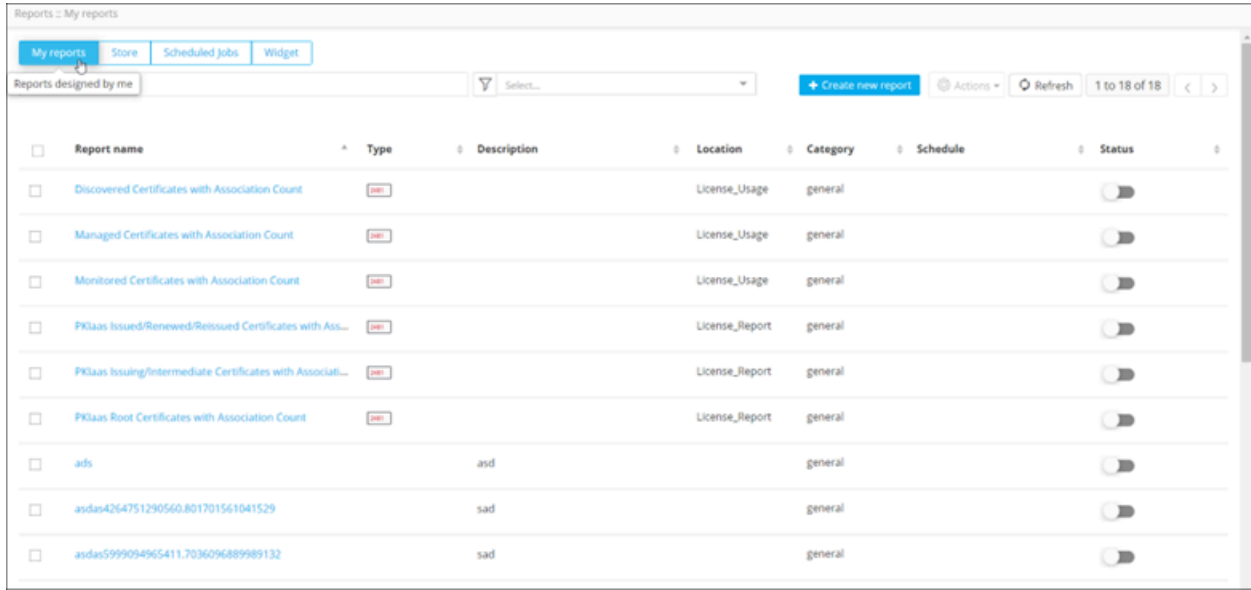 Reports :: My reports
My reports Store Scheduled Jobs Widget
Reports designed by me
Select... + Create new report Actions Refresh 1 to 18 of 18 < >
Report name Type Description Location Category Schedule Status
Discovered Certificates with Association Count License_Usage general
Managed Certificates with Association Count License_Usage general
Monitored Certificates with Association Count License_Usage general
PKIaas Issued/Renewed/Reissued Certificates with Ass... License_Report general
PKIaas Issuing/Intermediate Certificates with Associati... License_Report general
PKIaas Root Certificates with Association Count License_Report general
ads asd general
asdas4264751290560.801701561041529 sad general
asdas5999094965411.7036096889989132 sad general